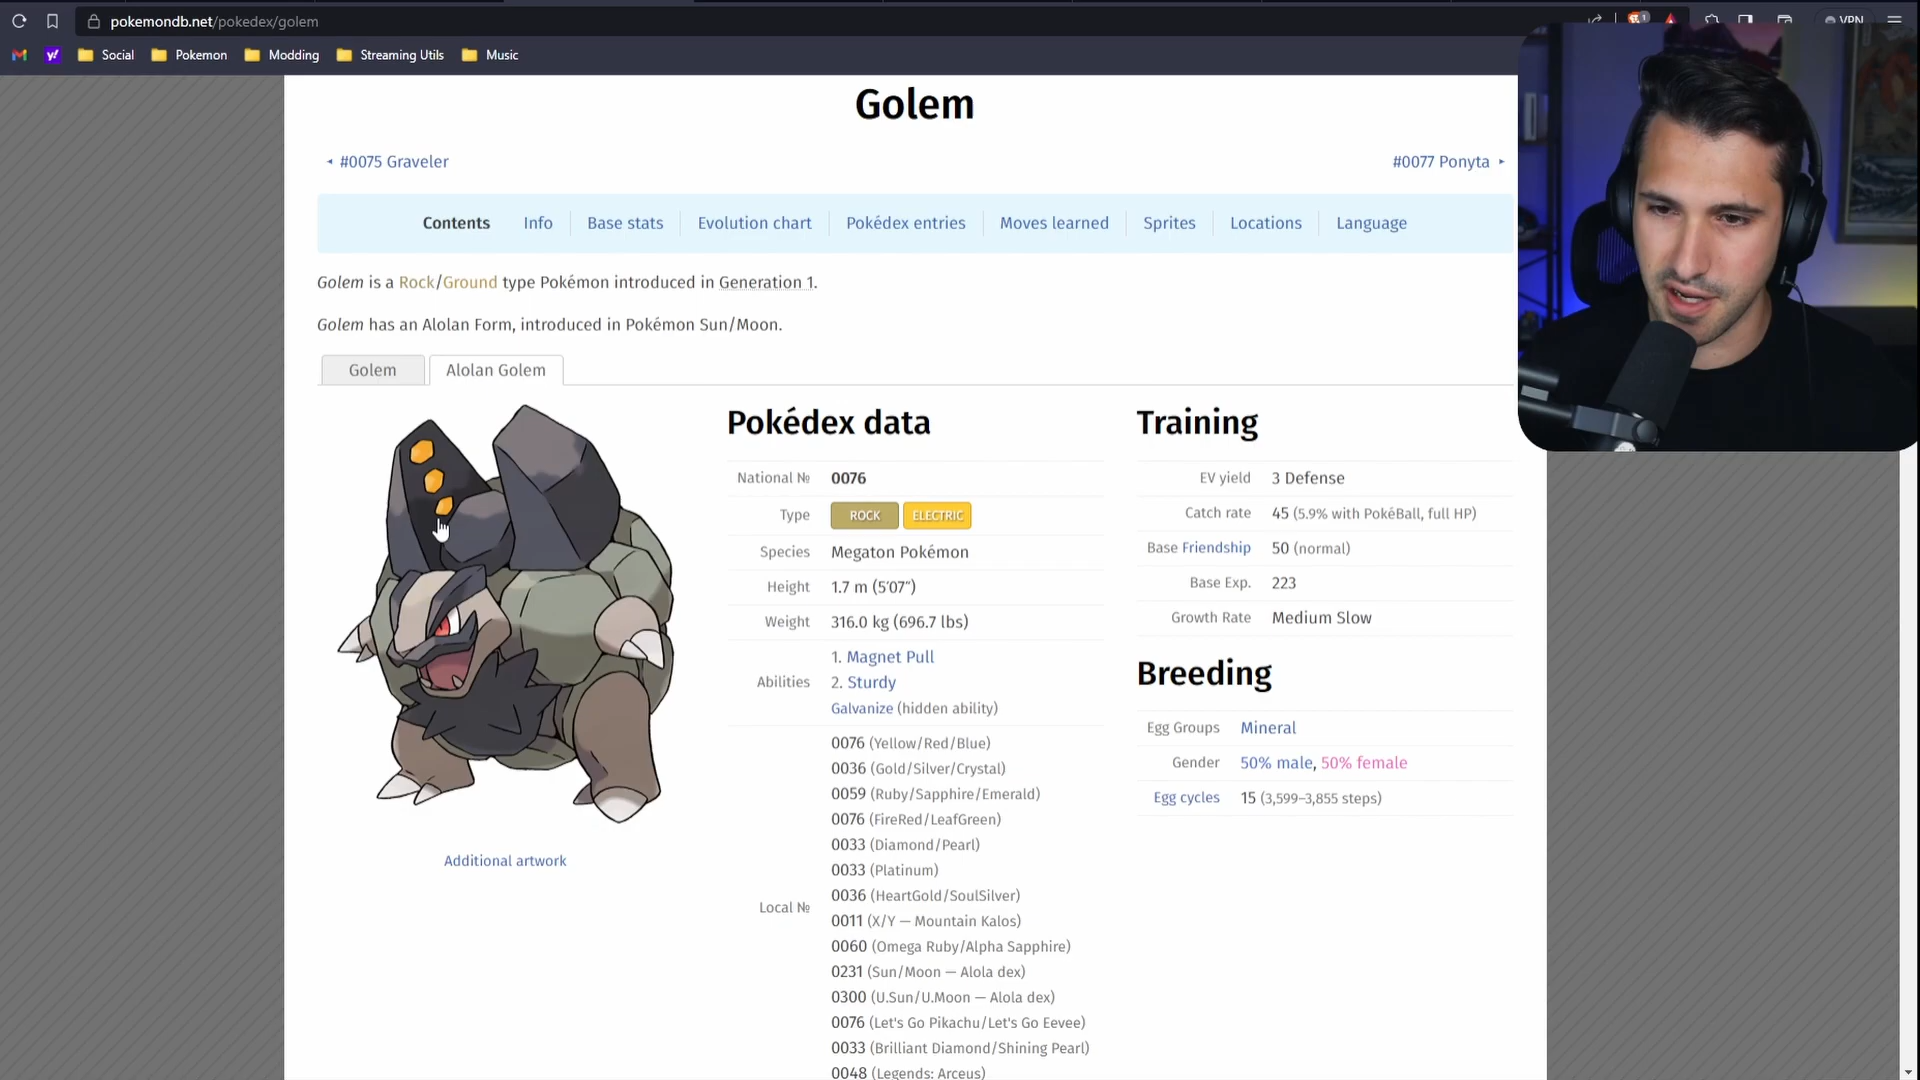 pokemondb.net/pokedex/golem
1
VPN
Social Pokemon Modding Streaming Utils Music
Golem
#0075 Graveler
#0077 Ponyta
Contents Info Base stats Evolution chart Pokédex entries Moves learned Sprites Locations Language
Golem is a Rock/Ground type Pokémon introduced in Generation 1.
Golem has an Alolan Form, introduced in Pokémon Sun/Moon.
Golem Alolan Golem
Additional artwork
Pokédex data
National № 0076
Type ROCK ELECTRIC
Species Megaton Pokémon
Height 1.7 m (5′07″)
Weight 316.0 kg (696.7 lbs)
Abilities
1. Magnet Pull
2. Sturdy
Galvanize (hidden ability)
Local №
0076 (Yellow/Red/Blue)
0036 (Gold/Silver/Crystal)
0059 (Ruby/Sapphire/Emerald)
0076 (FireRed/LeafGreen)
0033 (Diamond/Pearl)
0033 (Platinum)
0036 (HeartGold/SoulSilver)
0011 (X/Y — Mountain Kalos)
0060 (Omega Ruby/Alpha Sapphire)
0231 (Sun/Moon — Alola dex)
0300 (U.Sun/U.Moon — Alola dex)
0076 (Let's Go Pikachu/Let's Go Eevee)
0033 (Brilliant Diamond/Shining Pearl)
0048 (Legends: Arceus)
Training
EV yield 3 Defense
Catch rate 45 (5.9% with PokéBall, full HP)
Base Friendship 50 (normal)
Base Exp. 223
Growth Rate Medium Slow
Breeding
Egg Groups Mineral
Gender 50% male, 50% female
Egg cycles 15 (3,599–3,855 steps)